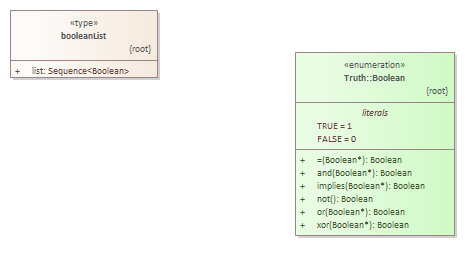 «type»
booleanList
{root}
+ list: Sequence<Boolean>
«enumeration»
Truth::Boolean
{root}
literals
TRUE = 1
FALSE = 0
+ =(Boolean*): Boolean
+ and(Boolean*): Boolean
+ implies(Boolean*): Boolean
+ not(): Boolean
+ or(Boolean*): Boolean
+ xor(Boolean*): Boolean